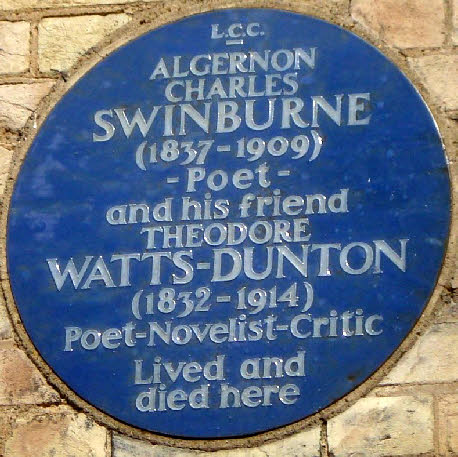 L.C.C.
ALGERNON
CHARLES
SWINBURNE
(1837-1909)
-Poet-
and his friend
THEODORE
WATTS-DUNTON
(1832-1914)
Poet-Novelist-Critic
Lived and
died here